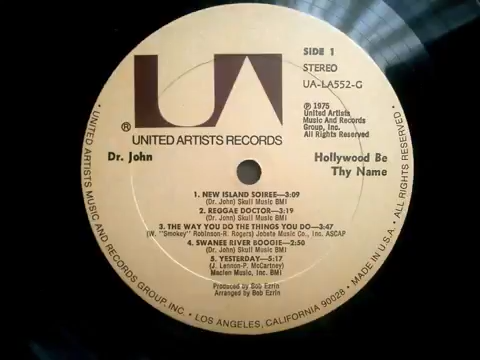 SIDE 1
STEREO
UA-LA552-G
UA
℗ 1975
United Artists
Music And Records
Group, Inc.
All Rights Reserved
®
UNITED ARTISTS RECORDS
Dr. John
Hollywood Be
Thy Name
1. NEW ISLAND SOIREE—3:09
(Dr. John) Skull Music BMI
2. REGGAE DOCTOR—3:19
(Dr. John) Skull Music BMI
3. THE WAY YOU DO THE THINGS YOU DO—3:47
(W. "Smokey" Robinson-R. Rogers) Jobete Music Co., Inc. ASCAP
4. SWANEE RIVER BOOGIE—2:50
(Dr. John) Skull Music BMI
5. YESTERDAY—5:17
(J. Lennon-P. McCartney)
Maclen Music, Inc. BMI
Produced by Bob Ezrin
Arranged by Bob Ezrin
• UNITED ARTISTS MUSIC AND RECORDS GROUP, INC. • LOS ANGELES, CALIFORNIA 90028 • MADE IN U.S.A. • ALL RIGHTS RESERVED •